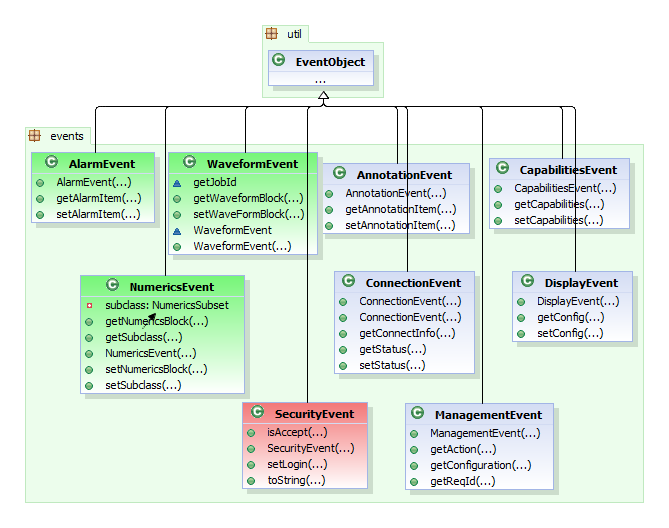 util
EventObject
...
events
AlarmEvent
AlarmEvent(...)
getAlarmItem(...)
setAlarmItem(...)
WaveformEvent
getJobId
getWaveformBlock(...)
setWaveFormBlock(...)
WaveformEvent
WaveformEvent(...)
AnnotationEvent
AnnotationEvent(...)
getAnnotationItem(...)
setAnnotationItem(...)
CapabilitiesEvent
CapabilitiesEvent(...)
getCapabilities(...)
setCapabilities(...)
NumericsEvent
subclass: NumericsSubset
getNumericsBlock(...)
getSubclass(...)
NumericsEvent(...)
setNumericsBlock(...)
setSubclass(...)
ConnectionEvent
ConnectionEvent(...)
ConnectionEvent(...)
getConnectInfo(...)
getStatus(...)
setStatus(...)
DisplayEvent
DisplayEvent(...)
getConfig(...)
setConfig(...)
SecurityEvent
isAccept(...)
SecurityEvent(...)
setLogin(...)
toString(...)
ManagementEvent
ManagementEvent(...)
getAction(...)
getConfiguration(...)
getReqId(...)